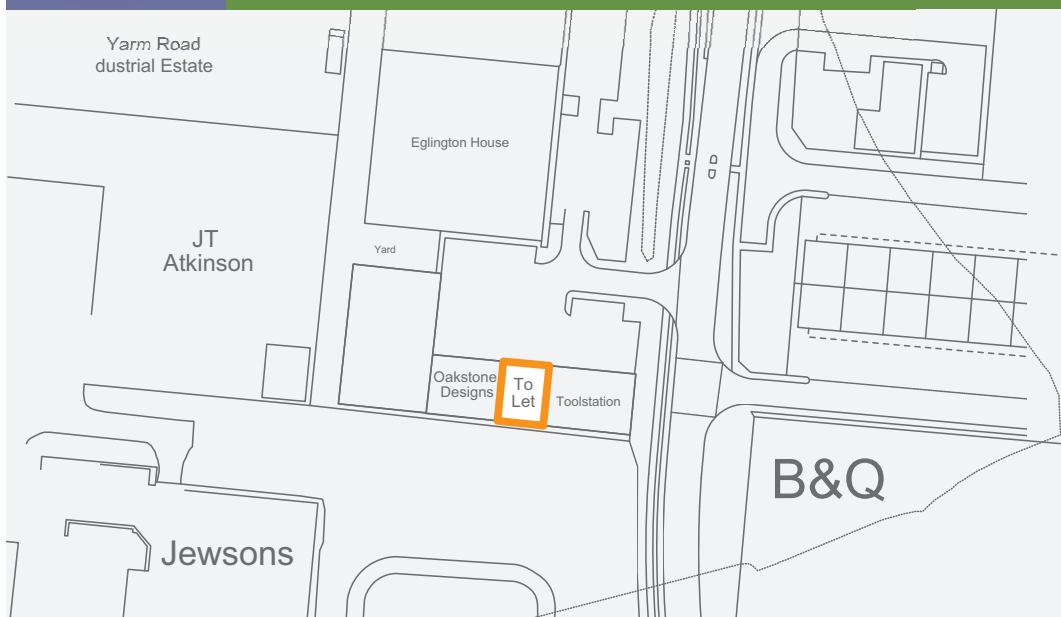 Yarm Road
dustrial Estate
Eglington House
JT
Atkinson
Yard
Oakstone
Designs
To
Let
Toolstation
B&Q
Jewsons